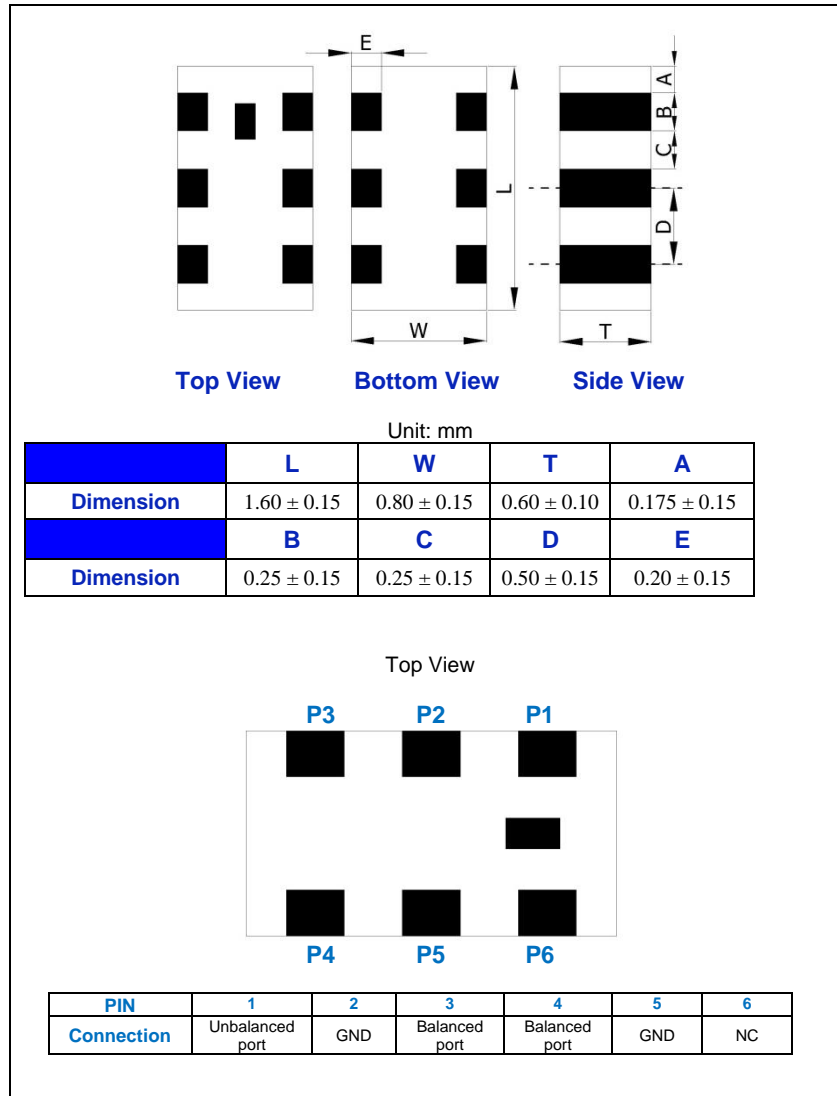 E
A
B
C
L
D
W
T
Top View Bottom View Side View
Unit: mm
L W T A
Dimension 1.60 ± 0.15 0.80 ± 0.15 0.60 ± 0.10 0.175 ± 0.15
B C D E
Dimension 0.25 ± 0.15 0.25 ± 0.15 0.50 ± 0.15 0.20 ± 0.15
Top View
P3 P2 P1
P4 P5 P6
PIN 1 2 3 4 5 6
Connection Unbalanced port GND Balanced port Balanced port GND NC